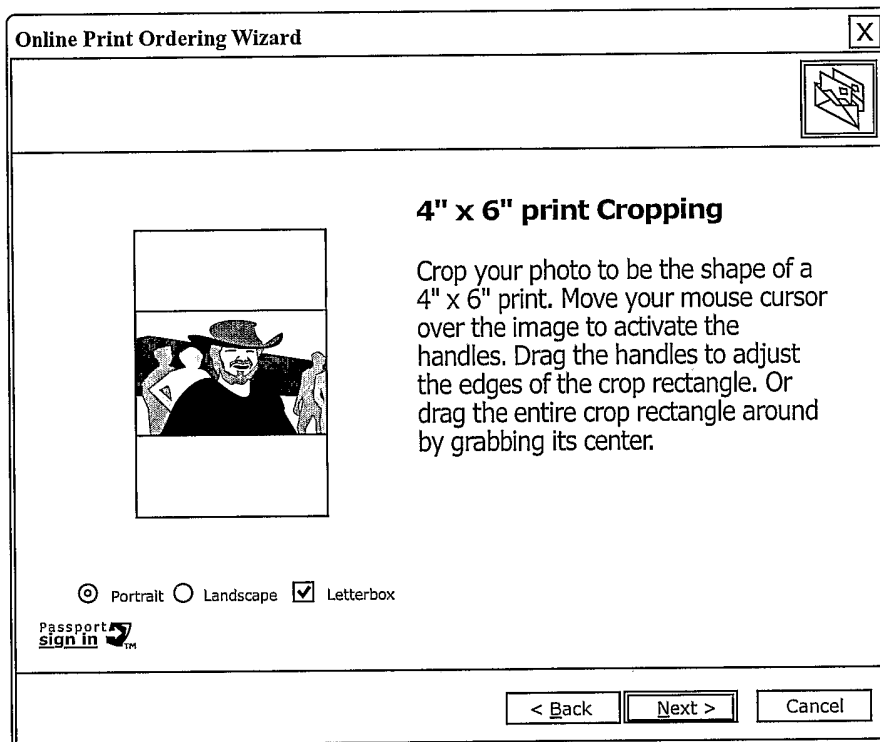 Online Print Ordering Wizard
X
4" x 6" print Cropping
Crop your photo to be the shape of a
4" x 6" print. Move your mouse cursor
over the image to activate the
handles. Drag the handles to adjust
the edges of the crop rectangle. Or
drag the entire crop rectangle around
by grabbing its center.
Portrait Landscape Letterbox
Passport
sign in TM
< Back Next > Cancel